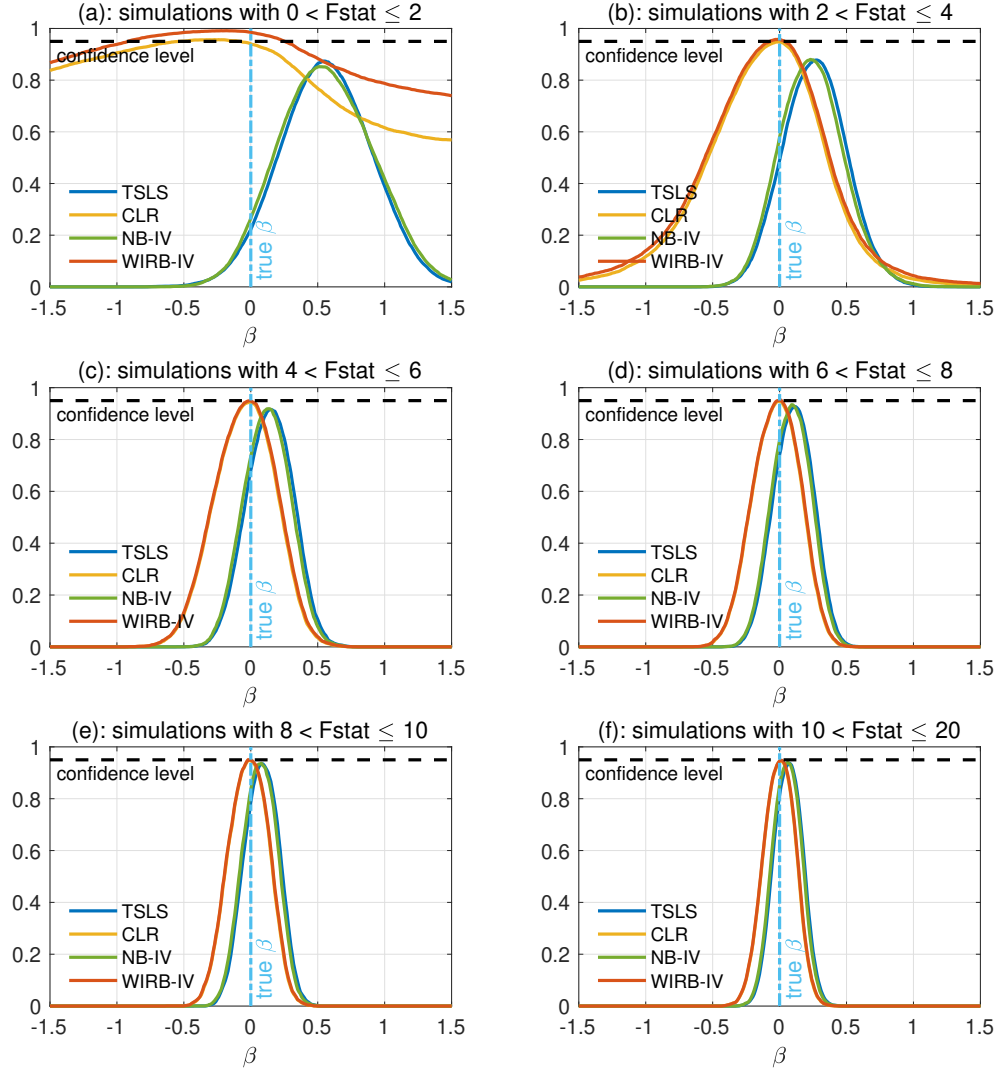 (a): simulations with 0 < Fstat ≤ 2
1
0.8
0.6
0.4
0.2
0
confidence level
TSLS
CLR
NB-IV
WIRB-IV
true β
-1.5 -1 -0.5 0 0.5 1 1.5
β
(b): simulations with 2 < Fstat ≤ 4
1
0.8
0.6
0.4
0.2
0
confidence level
TSLS
CLR
NB-IV
WIRB-IV
true β
-1.5 -1 -0.5 0 0.5 1 1.5
β
(c): simulations with 4 < Fstat ≤ 6
1
0.8
0.6
0.4
0.2
0
confidence level
TSLS
CLR
NB-IV
WIRB-IV
true β
-1.5 -1 -0.5 0 0.5 1 1.5
β
(d): simulations with 6 < Fstat ≤ 8
1
0.8
0.6
0.4
0.2
0
confidence level
TSLS
CLR
NB-IV
WIRB-IV
true β
-1.5 -1 -0.5 0 0.5 1 1.5
β
(e): simulations with 8 < Fstat ≤ 10
1
0.8
0.6
0.4
0.2
0
confidence level
TSLS
CLR
NB-IV
WIRB-IV
true β
-1.5 -1 -0.5 0 0.5 1 1.5
β
(f): simulations with 10 < Fstat ≤ 20
1
0.8
0.6
0.4
0.2
0
confidence level
TSLS
CLR
NB-IV
WIRB-IV
true β
-1.5 -1 -0.5 0 0.5 1 1.5
β